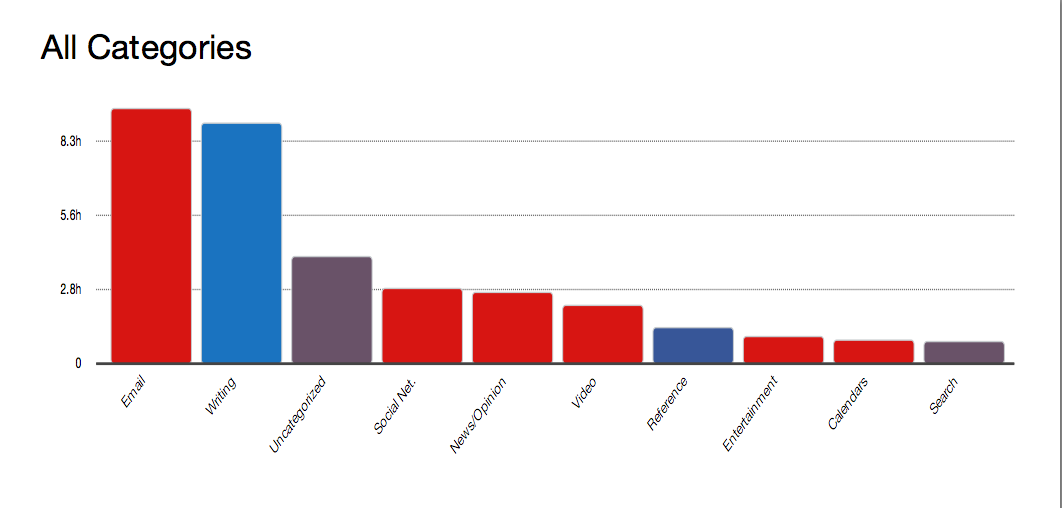 All Categories
8.3h
5.6h
2.8h
0
Email
Writing
Uncategorized
Social Net.
News/Opinion
Video
Reference
Entertainment
Calendars
Search